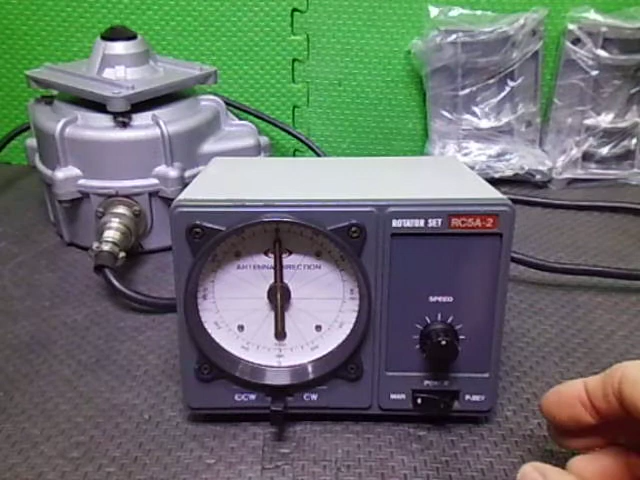 ROTATOR SET RC5A-2
ANTENNA DIRECTION
SPEED
POWER
MAN
P-SET
CCW CW